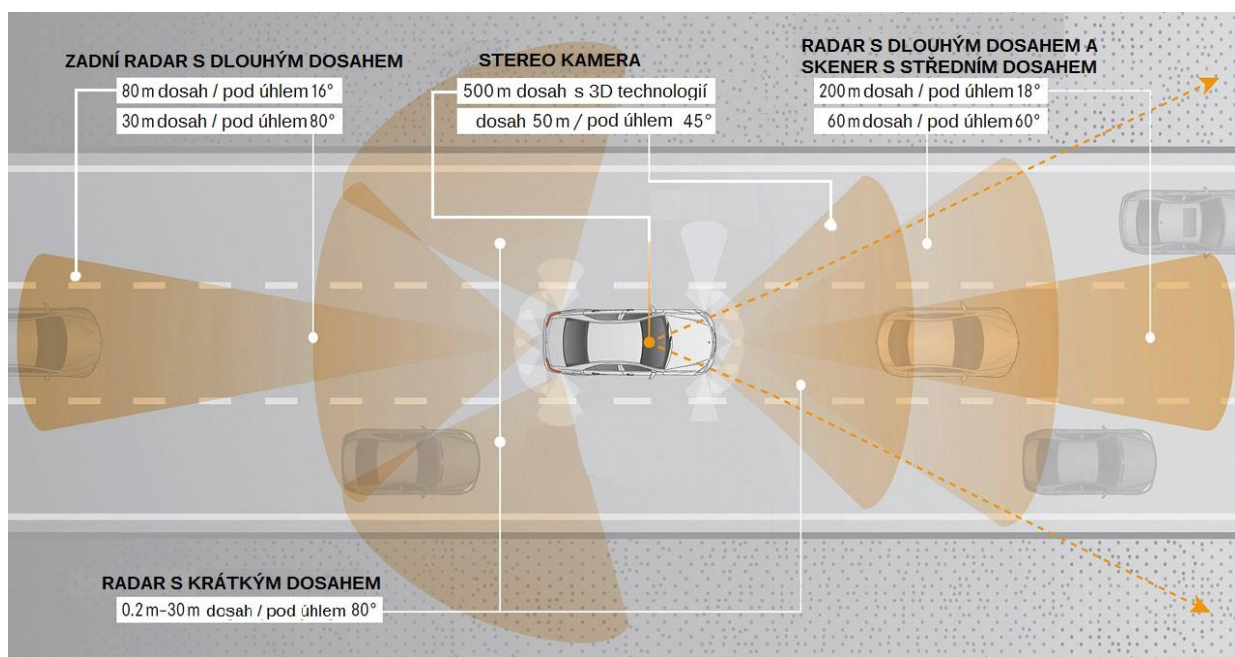 ZADNÍ RADAR S DLOUHÝM DOSAHEM
80 m dosah / pod úhlem 16°
30 m dosah / pod úhlem 80°
STEREO KAMERA
500 m dosah s 3D technologií
dosah 50 m / pod úhlem 45°
RADAR S DLOUHÝM DOSAHEM A
SKENER S STŘEDNÍM DOSAHEM
200 m dosah / pod úhlem 18°
60 m dosah / pod úhlem 60°
RADAR S KRÁTKÝM DOSAHEM
0.2 m–30 m dosah / pod úhlem 80°